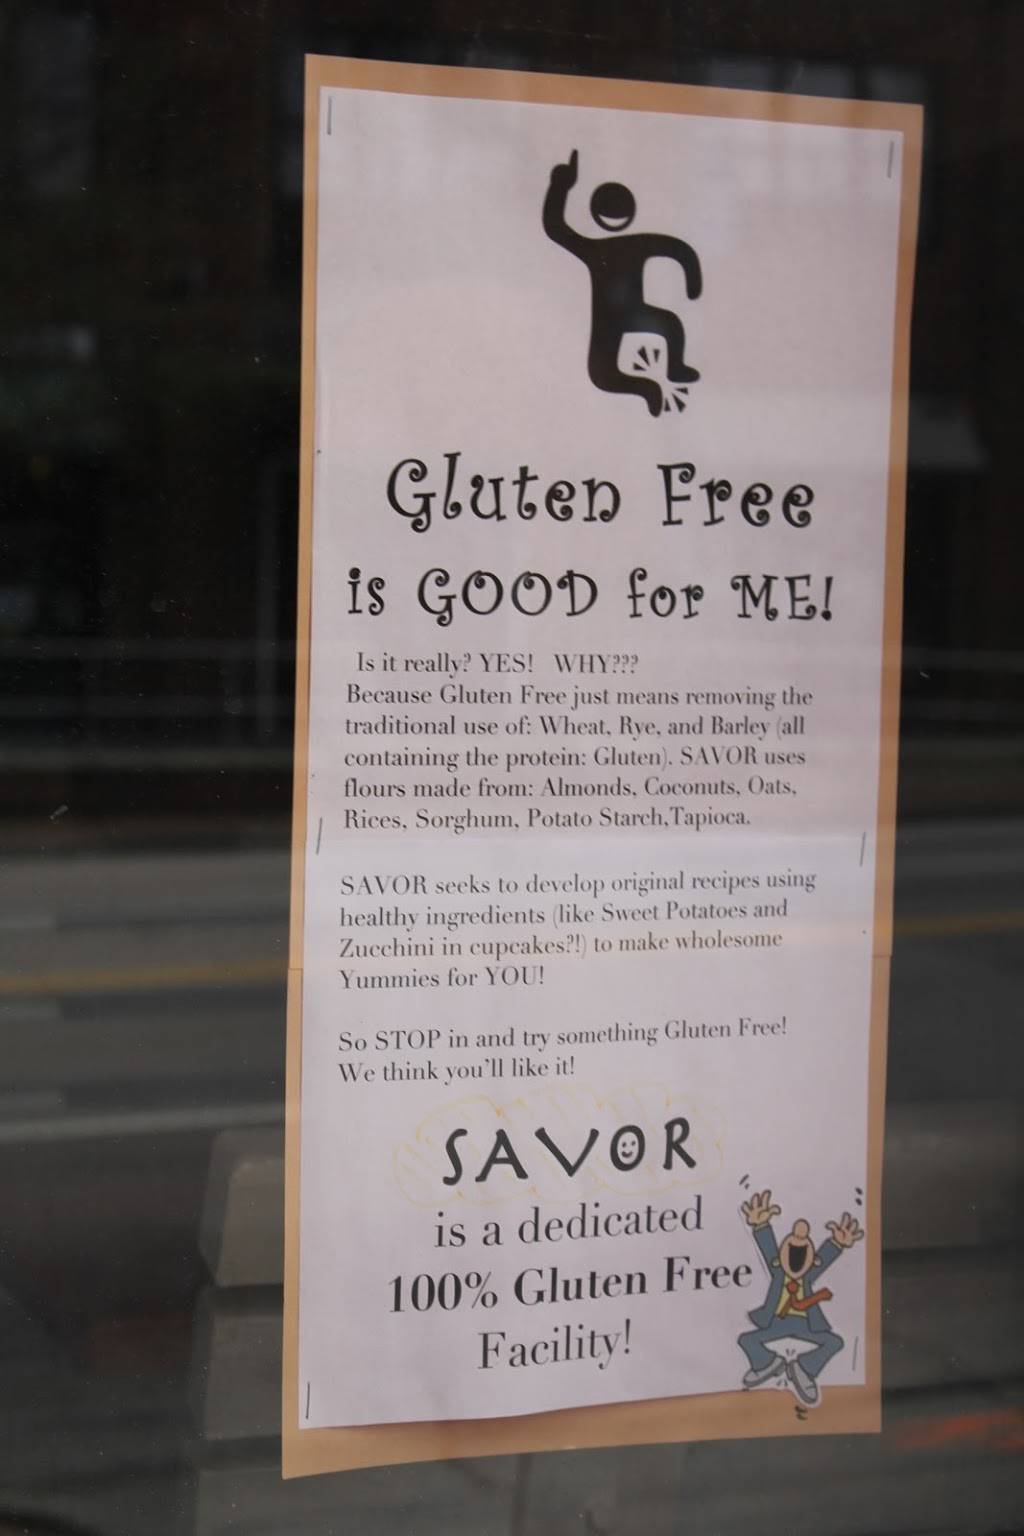 Gluten Free
is GOOD for ME!
Is it really? YES! WHY???
Because Gluten Free just means removing the
traditional use of: Wheat, Rye, and Barley (all
containing the protein: Gluten). SAVOR uses
flours made from: Almonds, Coconuts, Oats,
Rices, Sorghum, Potato Starch,Tapioca.
SAVOR seeks to develop original recipes using
healthy ingredients (like Sweet Potatoes and
Zucchini in cupcakes?!) to make wholesome
Yummies for YOU!
So STOP in and try something Gluten Free!
We think you'll like it!
SAVOR
is a dedicated
100% Gluten Free
Facility!